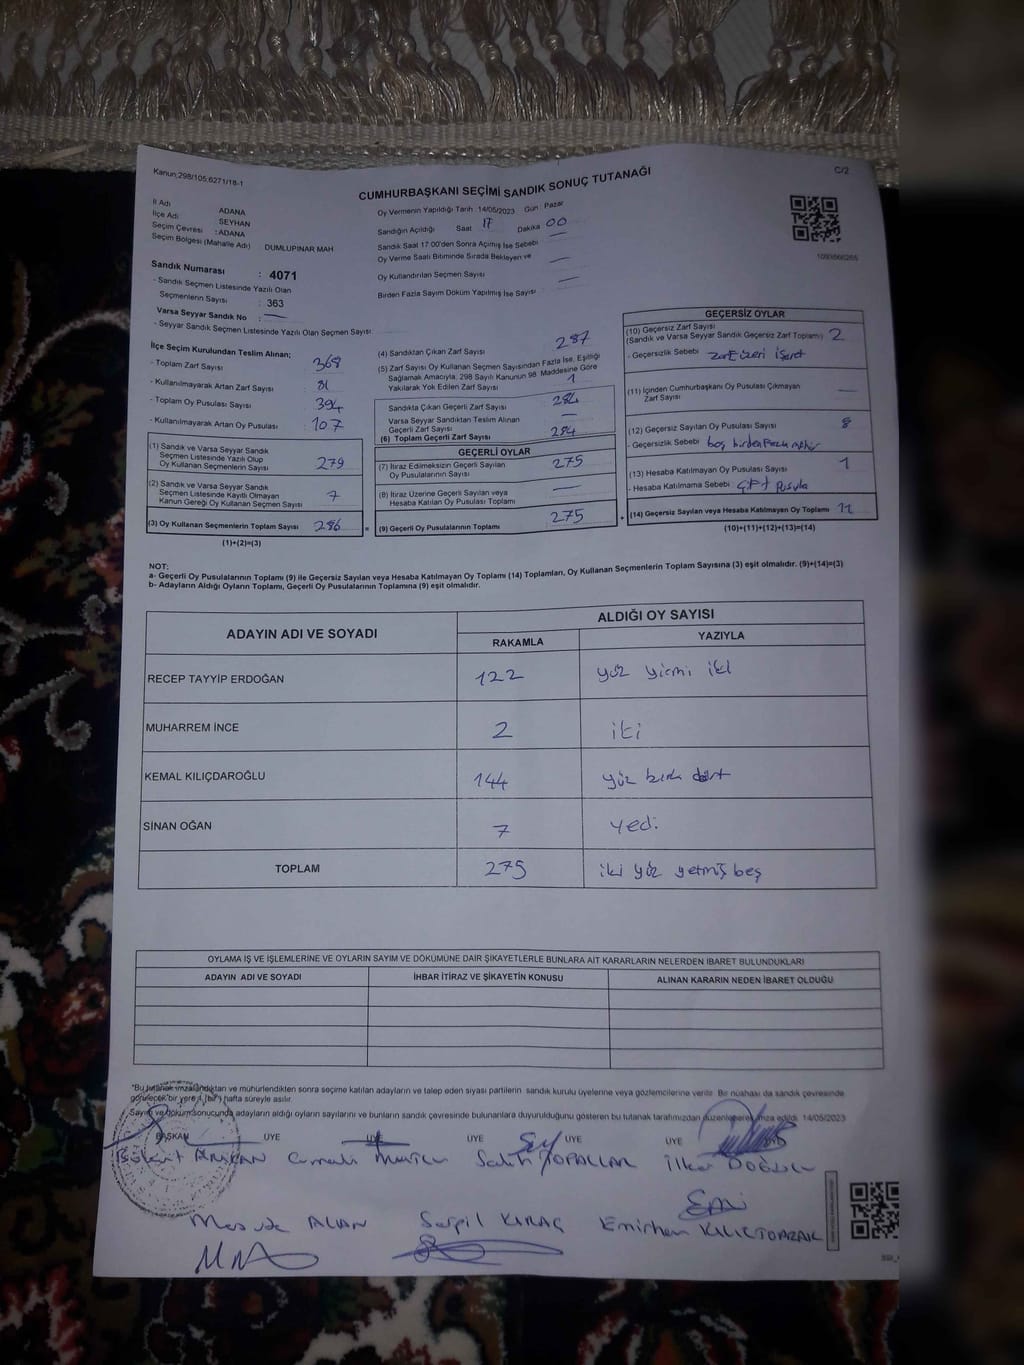 Kanun:298/105;6271/18-1
C/2
CUMHURBAŞKANI SEÇİMİ SANDIK SONUÇ TUTANAĞI
İl Adı ADANA
İlçe Adı SEYHAN
Seçim Çevresi :ADANA
Seçim Bölgesi (Mahalle Adı) DUMLUPINAR MAH
Sandık Numarası : 4071
- Sandık Seçmen Listesinde Yazılı Olan
Seçmenlerin Sayısı : 363
Varsa Seyyar Sandık No : —
- Seyyar Sandık Seçmen Listesinde Yazılı Olan Seçmen Sayısı:
Oy Vermenin Yapıldığı Tarih 14/05/2023 Gün : Pazar
Sandığın Açıldığı Saat 17 Dakika 00
Sandık Saat 17:00'den Sonra Açılmış İse Sebebi —
Oy Verme Saati Bitiminde Sırada Bekleyen ve —
Oy Kullandırılan Seçmen Sayısı —
Birden Fazla Sayım Döküm Yapılmış İse Sayısı —
1093860265
İlçe Seçim Kurulundan Teslim Alınan;
- Toplam Zarf Sayısı 368
- Kullanılmayarak Artan Zarf Sayısı 81
- Toplam Oy Pusulası Sayısı 394
- Kullanılmayarak Artan Oy Pusulası 107
(1) Sandık ve Varsa Seyyar Sandık
Seçmen Listesinde Yazılı Olup
Oy Kullanan Seçmenlerin Sayısı 279
(2) Sandık ve Varsa Seyyar Sandık
Seçmen Listesinde Kayıtlı Olmayan
Kanun Gereği Oy Kullanan Seçmen Sayısı 7
(3) Oy Kullanan Seçmenlerin Toplam Sayısı 286 =
(1)+(2)=(3)
(4) Sandıktan Çıkan Zarf Sayısı 287
(5) Zarf Sayısı Oy Kullanan Seçmen Sayısından Fazla İse, Eşitliği
Sağlamak Amacıyla, 298 Sayılı Kanunun 98. Maddesine Göre
Yakılarak Yok Edilen Zarf Sayısı 1
Sandıkta Çıkan Geçerli Zarf Sayısı 284
Varsa Seyyar Sandıktan Teslim Alınan
Geçerli Zarf Sayısı —
(6) Toplam Geçerli Zarf Sayısı 284
GEÇERLİ OYLAR
(7) İtiraz Edilmeksizin Geçerli Sayılan
Oy Pusulalarının Sayısı 275
(8) İtiraz Üzerine Geçerli Sayılan veya
Hesaba Katılan Oy Pusulası Toplamı —
(9) Geçerli Oy Pusulalarının Toplamı 275 +
GEÇERSİZ OYLAR
(10) Geçersiz Zarf Sayısı
(Sandık ve Varsa Seyyar Sandık Geçersiz Zarf Toplamı) 2
- Geçersizlik Sebebi zarf üzeri işaret
(11) İçinden Cumhurbaşkanı Oy Pusulası Çıkmayan
Zarf Sayısı —
(12) Geçersiz Sayılan Oy Pusulası Sayısı 8
- Geçersizlik Sebebi boş birden fazla mühür
(13) Hesaba Katılmayan Oy Pusulası Sayısı 1
- Hesaba Katılmama Sebebi çift pusula
(14) Geçersiz Sayılan veya Hesaba Katılmayan Oy Toplamı 11
(10)+(11)+(12)+(13)=(14)
NOT:
a- Geçerli Oy Pusulalarının Toplamı (9) ile Geçersiz Sayılan veya Hesaba Katılmayan Oy Toplamı (14) Toplamları, Oy Kullanan Seçmenlerin Toplam Sayısına (3) eşit olmalıdır. (9)+(14)=(3)
b- Adayların Aldığı Oyların Toplamı, Geçerli Oy Pusulalarının Toplamına (9) eşit olmalıdır.
ADAYIN ADI VE SOYADI
ALDIĞI OY SAYISI
RAKAMLA YAZIYLA
RECEP TAYYİP ERDOĞAN 122 yüz yirmi iki
MUHARREM İNCE 2 iki
KEMAL KILIÇDAROĞLU 144 yüz kırk dört
SİNAN OĞAN 7 yedi
TOPLAM 275 iki yüz yetmiş beş
OYLAMA İŞ VE İŞLEMLERİNE VE OYLARIN SAYIM VE DÖKÜMÜNE DAİR ŞİKAYETLERLE BUNLARA AİT KARARLARIN NELERDEN İBARET BULUNDUKLARI
ADAYIN ADI VE SOYADI İHBAR İTİRAZ VE ŞİKAYETİN KONUSU ALINAN KARARIN NEDEN İBARET OLDUĞU
*Bu tutanak imzalandıktan ve mühürlendikten sonra seçime katılan adayların ve talep eden siyasi partilerin sandık kurulu üyelerine veya gözlemcilerine verilir. Bir nüshası da sandık çevresinde
görülecek bir yere 1 (bir) hafta süreyle asılır.
Sayım ve döküm sonucunda adayların aldığı oyların sayılarını ve bunların sandık çevresinde bulunanlara duyurulduğunu gösteren bu tutanak tarafımızdan düzenlenerek imza edildi. 14/05/2023
BAŞKAN ÜYE ÜYE ÜYE ÜYE ÜYE
Salih TOPALLAR İlker
Mesude ALAN Serpil KIRAÇ Emirhan